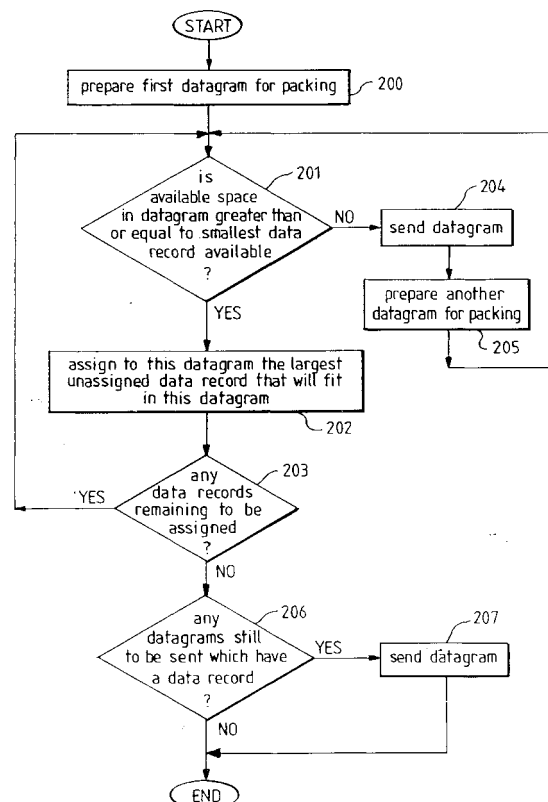 START
prepare first datagram for packing
200
is
available space
in datagram greater than
or equal to smallest data
record available
?
201
NO
YES
204
send datagram
prepare another
datagram for packing
205
assign to this datagram the largest
unassigned data record that will fit
in this datagram
202
any
data records
remaining to be
assigned
?
203
YES
NO
any
datagrams still
to be sent which have
a data record
?
206
YES
NO
207
send datagram
END